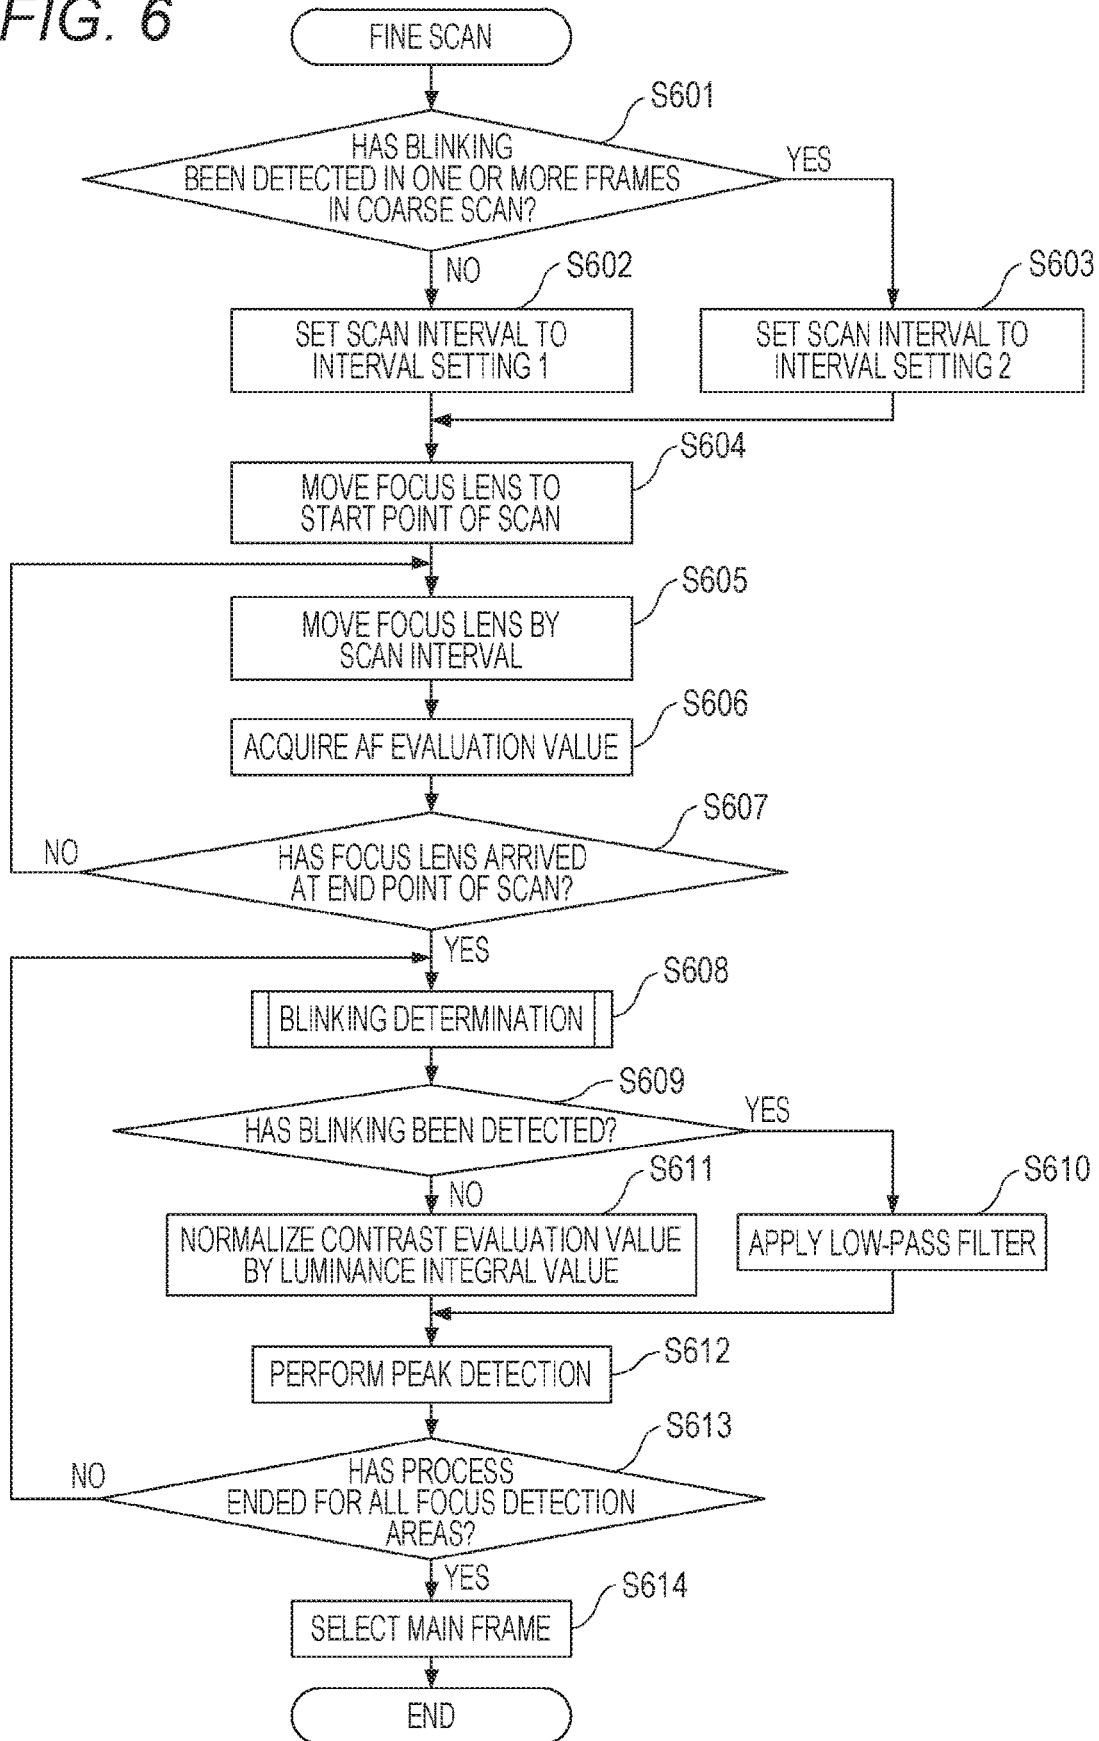 FIG. 6
FINE SCAN
S601
HAS BLINKING
BEEN DETECTED IN ONE OR MORE FRAMES
IN COARSE SCAN?
YES
NO
S602
S603
SET SCAN INTERVAL TO
INTERVAL SETTING 1
SET SCAN INTERVAL TO
INTERVAL SETTING 2
S604
MOVE FOCUS LENS TO
START POINT OF SCAN
S605
MOVE FOCUS LENS BY
SCAN INTERVAL
S606
ACQUIRE AF EVALUATION VALUE
S607
NO
HAS FOCUS LENS ARRIVED
AT END POINT OF SCAN?
YES
S608
BLINKING DETERMINATION
S609
YES
HAS BLINKING BEEN DETECTED?
S611
S610
NO
NORMALIZE CONTRAST EVALUATION VALUE
BY LUMINANCE INTEGRAL VALUE
APPLY LOW-PASS FILTER
S612
PERFORM PEAK DETECTION
S613
NO
HAS PROCESS
ENDED FOR ALL FOCUS DETECTION
AREAS?
YES
S614
SELECT MAIN FRAME
END